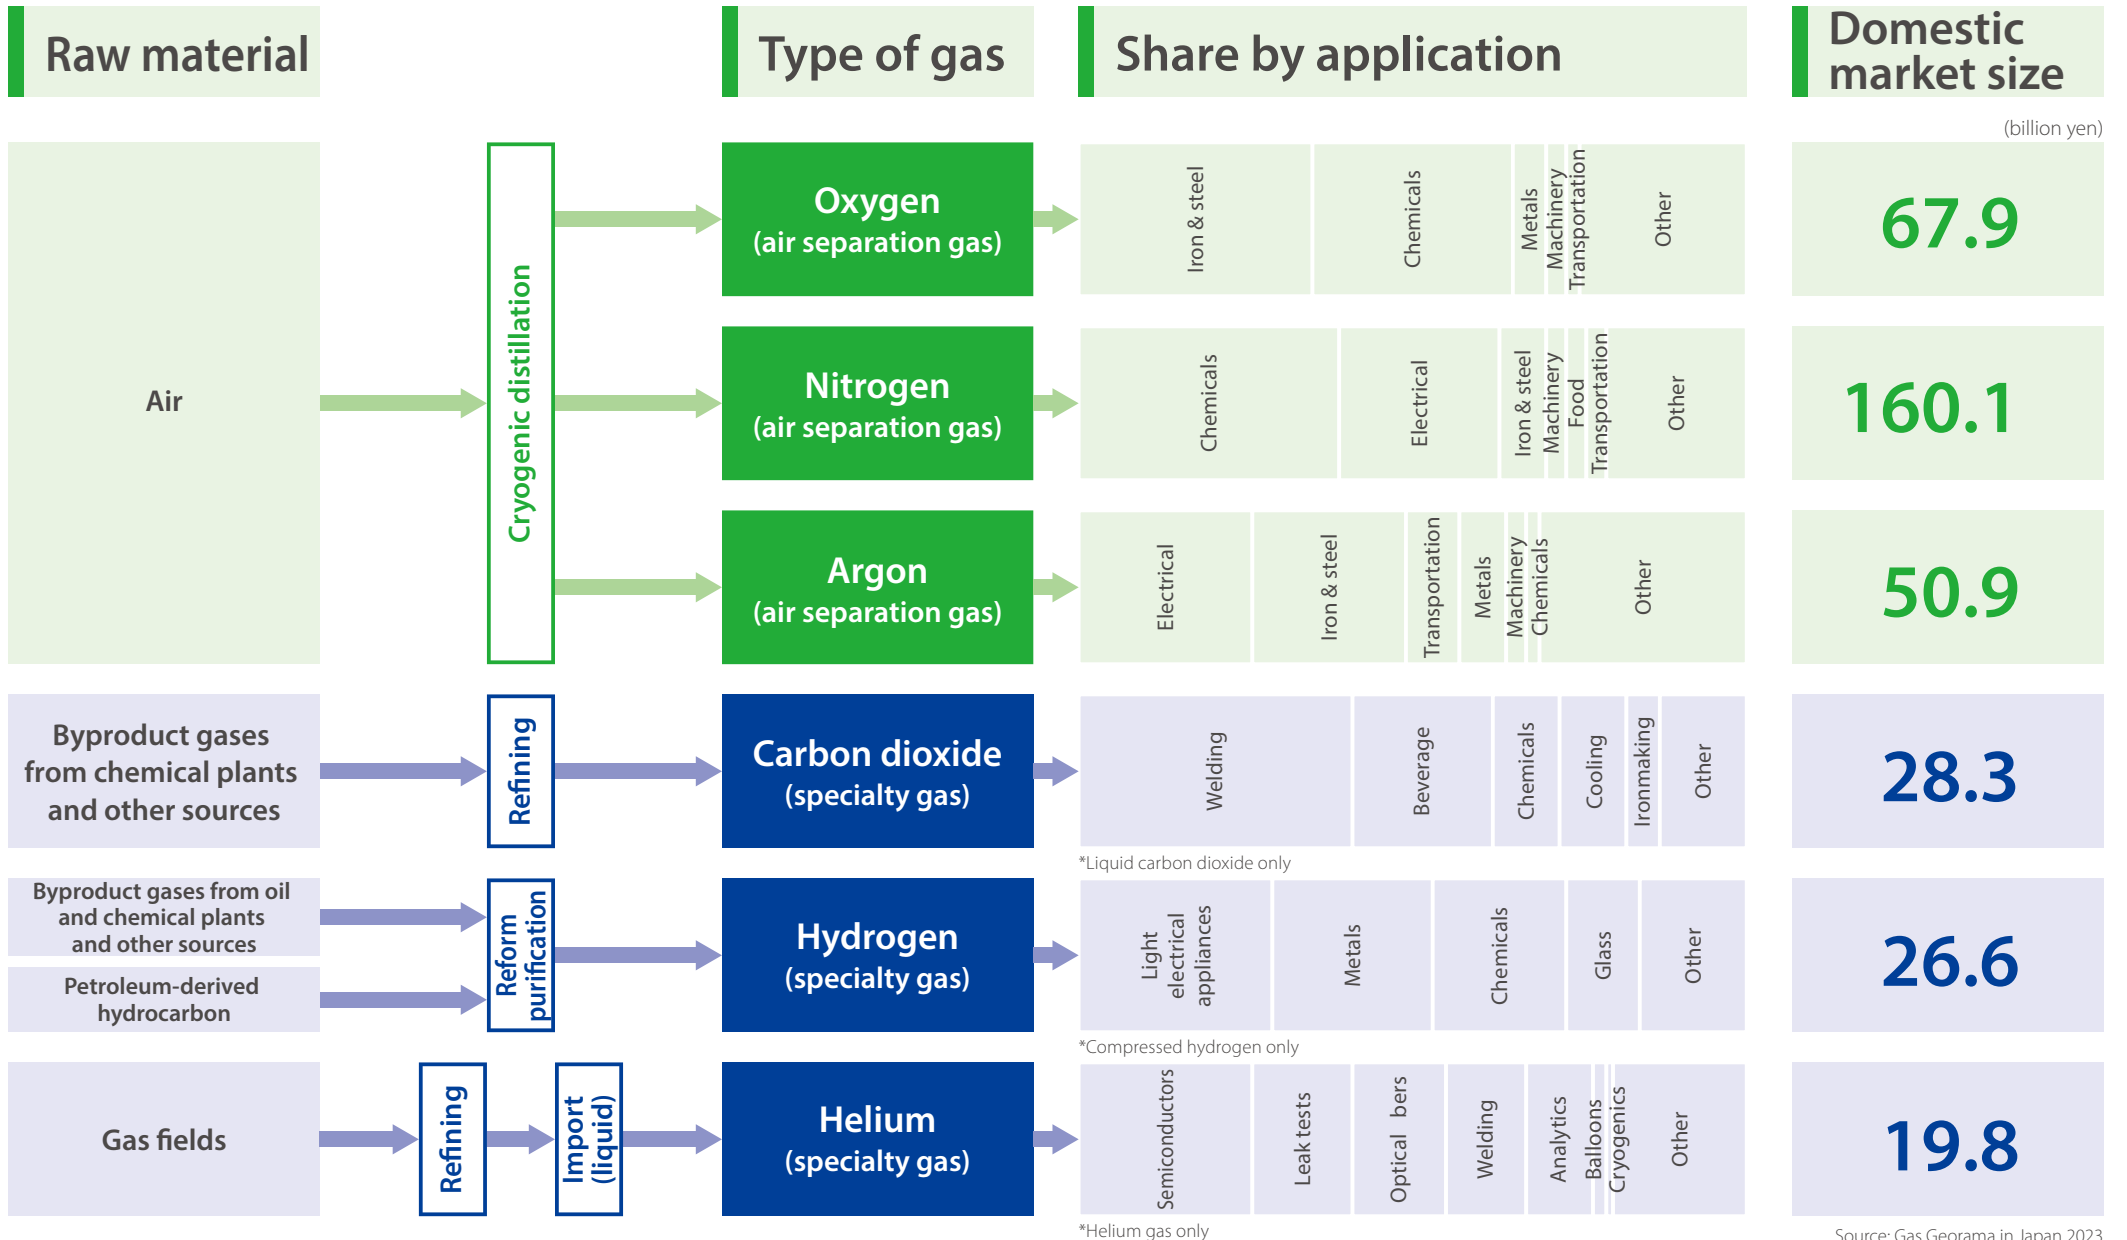 Raw material
Type of gas
Share by application
Domestic
market size
(billion yen)
Air
Cryogenic distillation
Oxygen
(air separation gas)
Iron & steel
Chemicals
Metals
Machinery
Transportation
Other
67.9
Nitrogen
(air separation gas)
Chemicals
Electrical
Iron & steel
Machinery
Food
Transportation
Other
160.1
Argon
(air separation gas)
Electrical
Iron & steel
Transportation
Metals
Machinery
Chemicals
Other
50.9
Byproduct gases
from chemical plants
and other sources
Refining
Carbon dioxide
(specialty gas)
Welding
Beverage
Chemicals
Cooling
Ironmaking
Other
28.3
*Liquid carbon dioxide only
Byproduct gases from oil
and chemical plants
and other sources
Petroleum-derived
hydrocarbon
Reform
purification
Hydrogen
(specialty gas)
Light
electrical
appliances
Metals
Chemicals
Glass
Other
26.6
*Compressed hydrogen only
Gas fields
Refining
Import
(liquid)
Helium
(specialty gas)
Semiconductors
Leak tests
Optical bers
Welding
Analytics
Balloons
Cryogenics
Other
19.8
*Helium gas only
Source: Gas Georama in Japan 2023